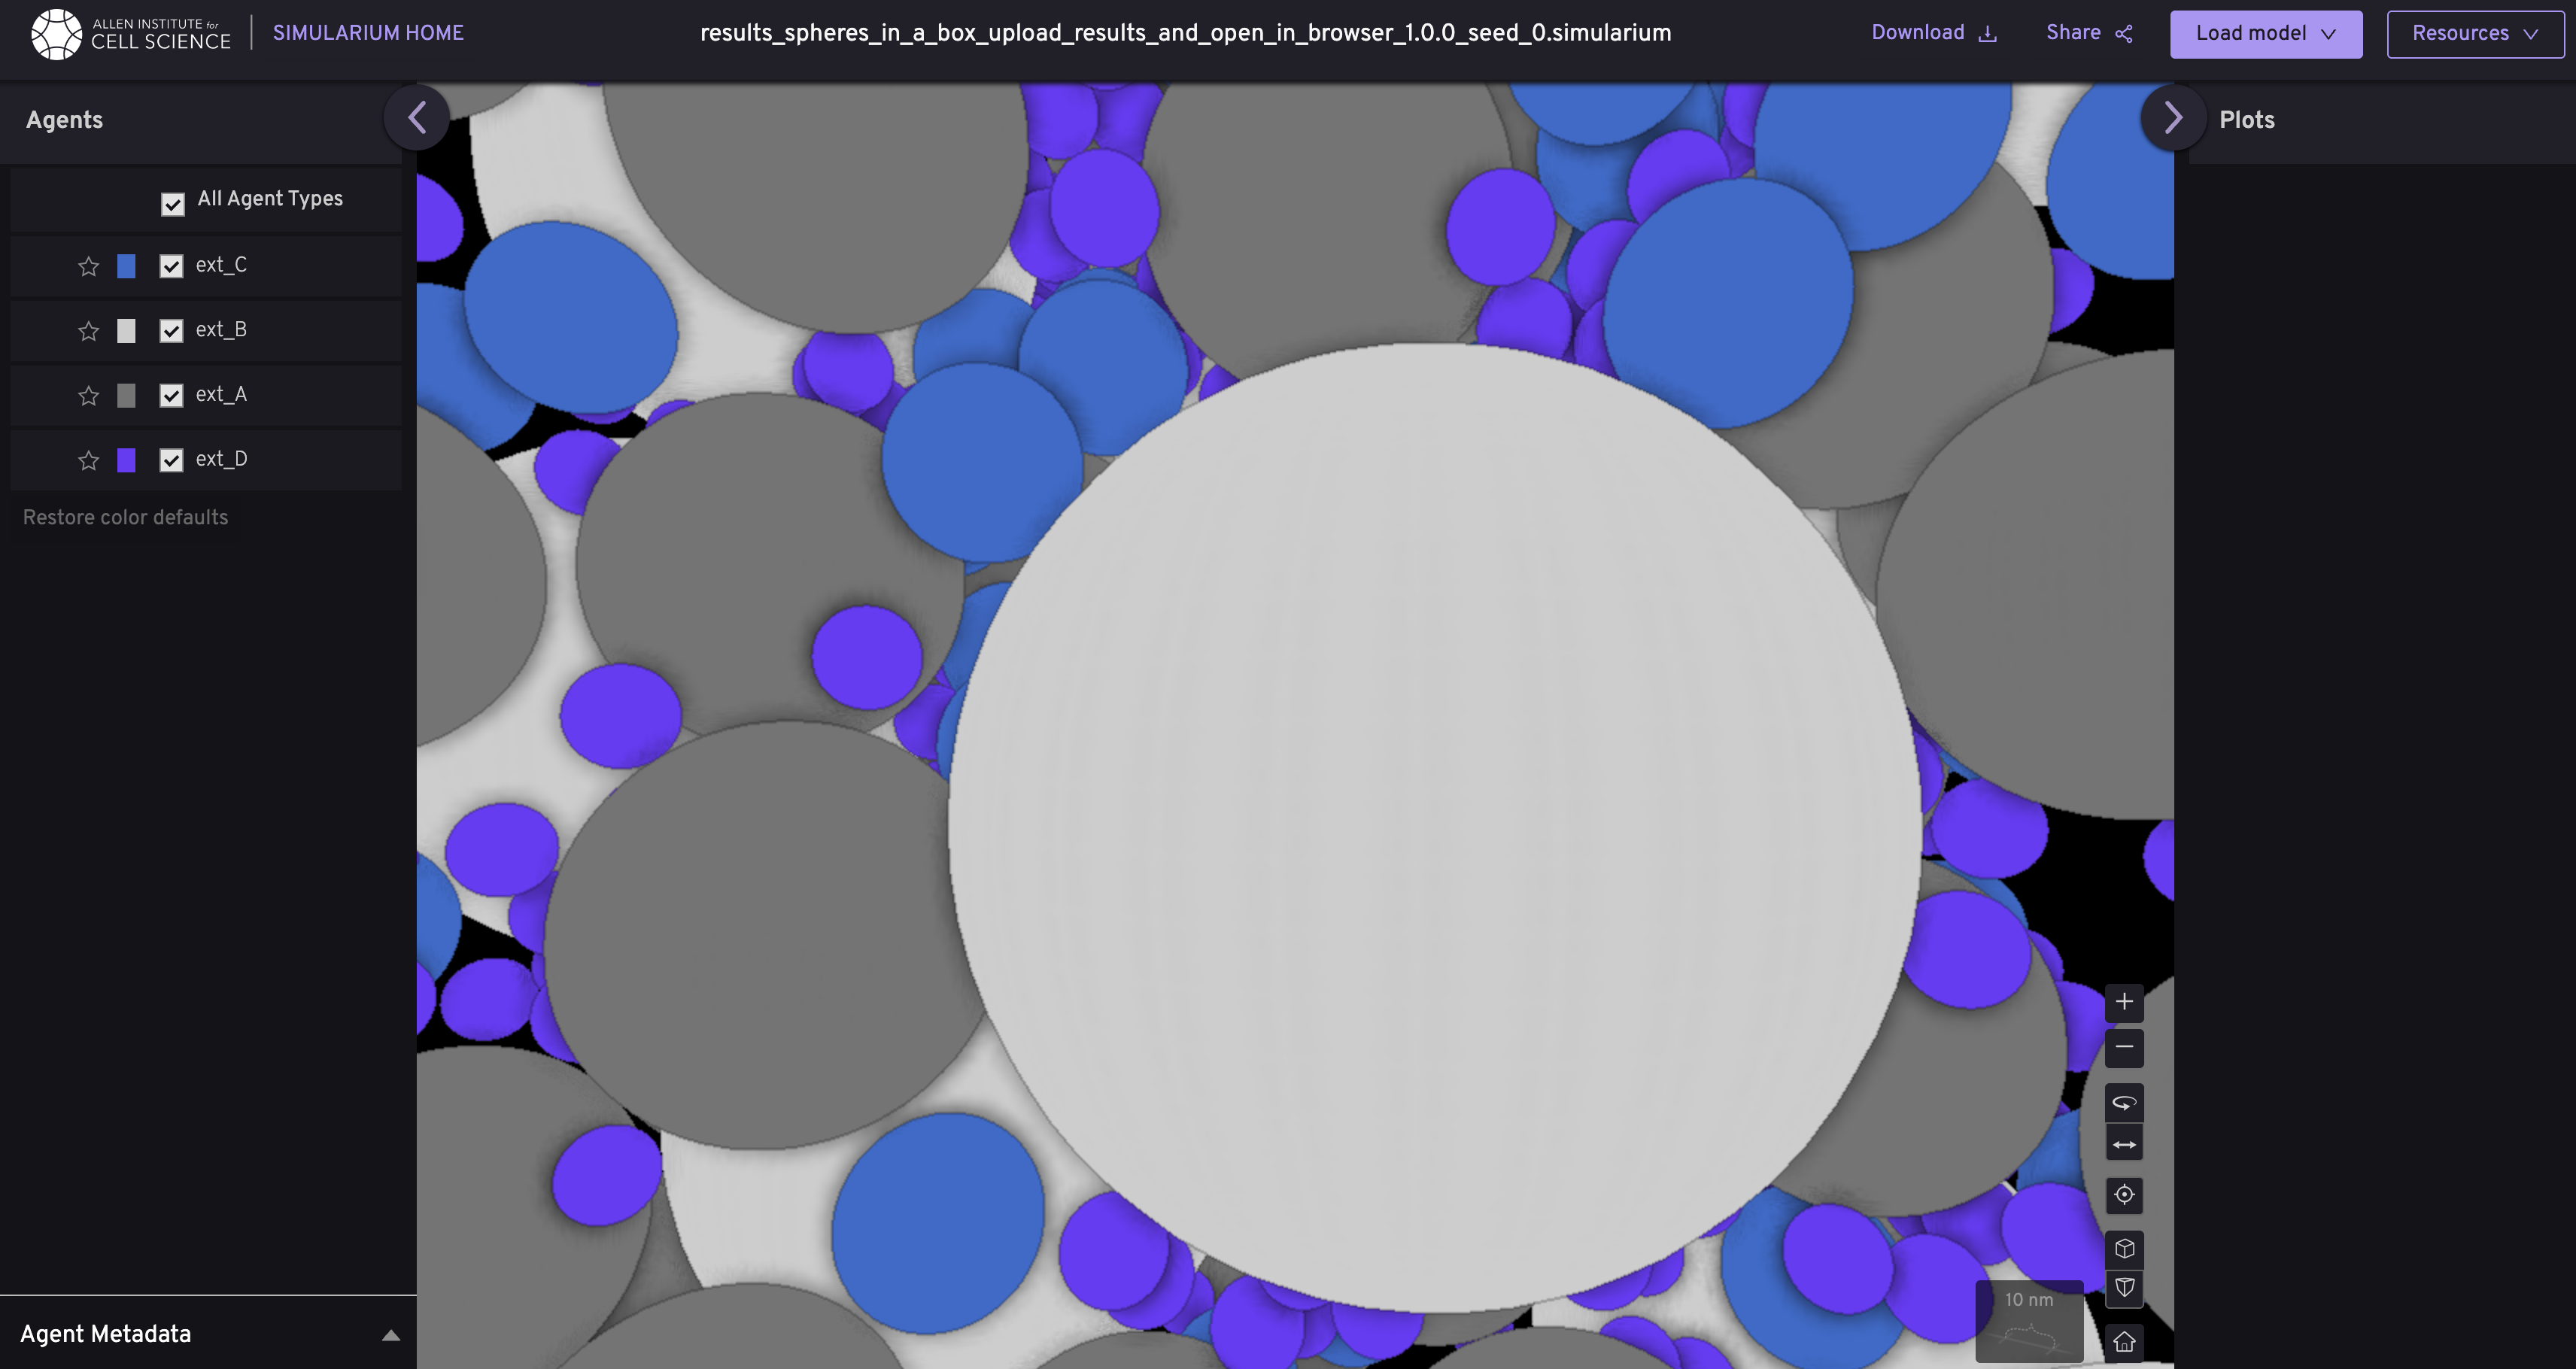 ALLEN INSTITUTE for
CELL SCIENCE
SIMULARIUM HOME
results_spheres_in_a_box_upload_results_and_open_in_browser_1.0.0_seed_0.simularium
Download
Share
Load model
Resources
Agents
Plots
All Agent Types
ext_C
ext_B
ext_A
ext_D
Restore color defaults
10 nm
Agent Metadata